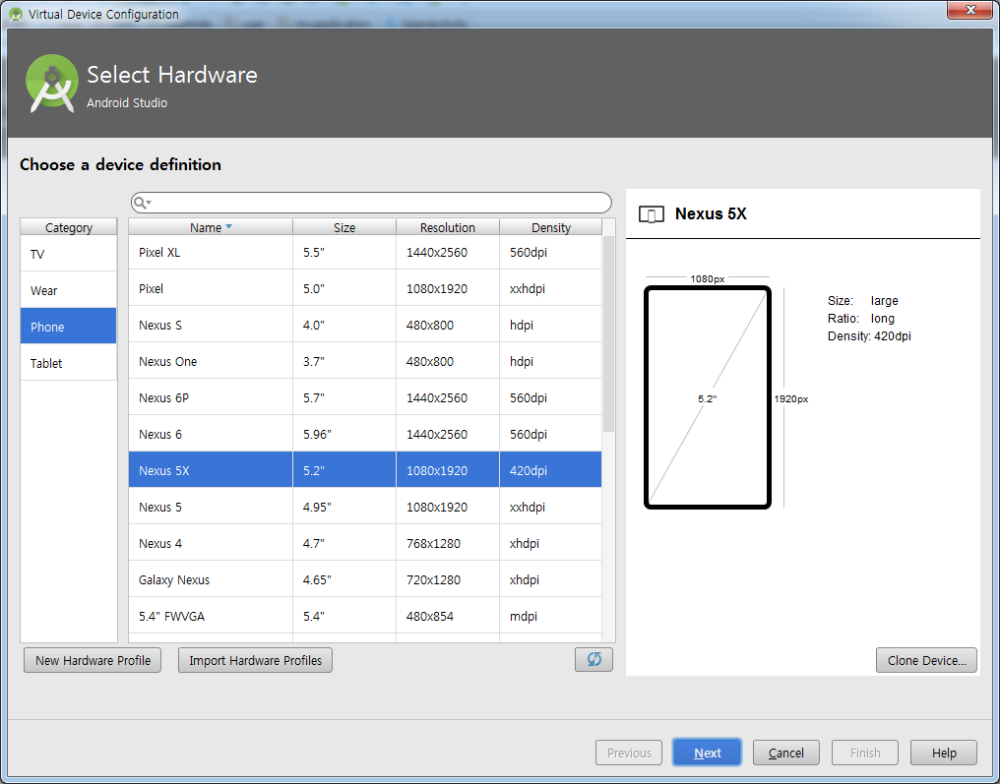 Virtual Device Configuration
Select Hardware
Android Studio
Choose a device definition
Category
TV
Wear
Phone
Tablet
Name Size Resolution Density
Pixel XL 5.5" 1440x2560 560dpi
Pixel 5.0" 1080x1920 xxhdpi
Nexus S 4.0" 480x800 hdpi
Nexus One 3.7" 480x800 hdpi
Nexus 6P 5.7" 1440x2560 560dpi
Nexus 6 5.96" 1440x2560 560dpi
Nexus 5X 5.2" 1080x1920 420dpi
Nexus 5 4.95" 1080x1920 xxhdpi
Nexus 4 4.7" 768x1280 xhdpi
Galaxy Nexus 4.65" 720x1280 xhdpi
5.4" FWVGA 5.4" 480x854 mdpi
New Hardware Profile Import Hardware Profiles
Nexus 5X
1080px
5.2"
1920px
Size: large
Ratio: long
Density: 420dpi
Clone Device...
Previous Next Cancel Finish Help